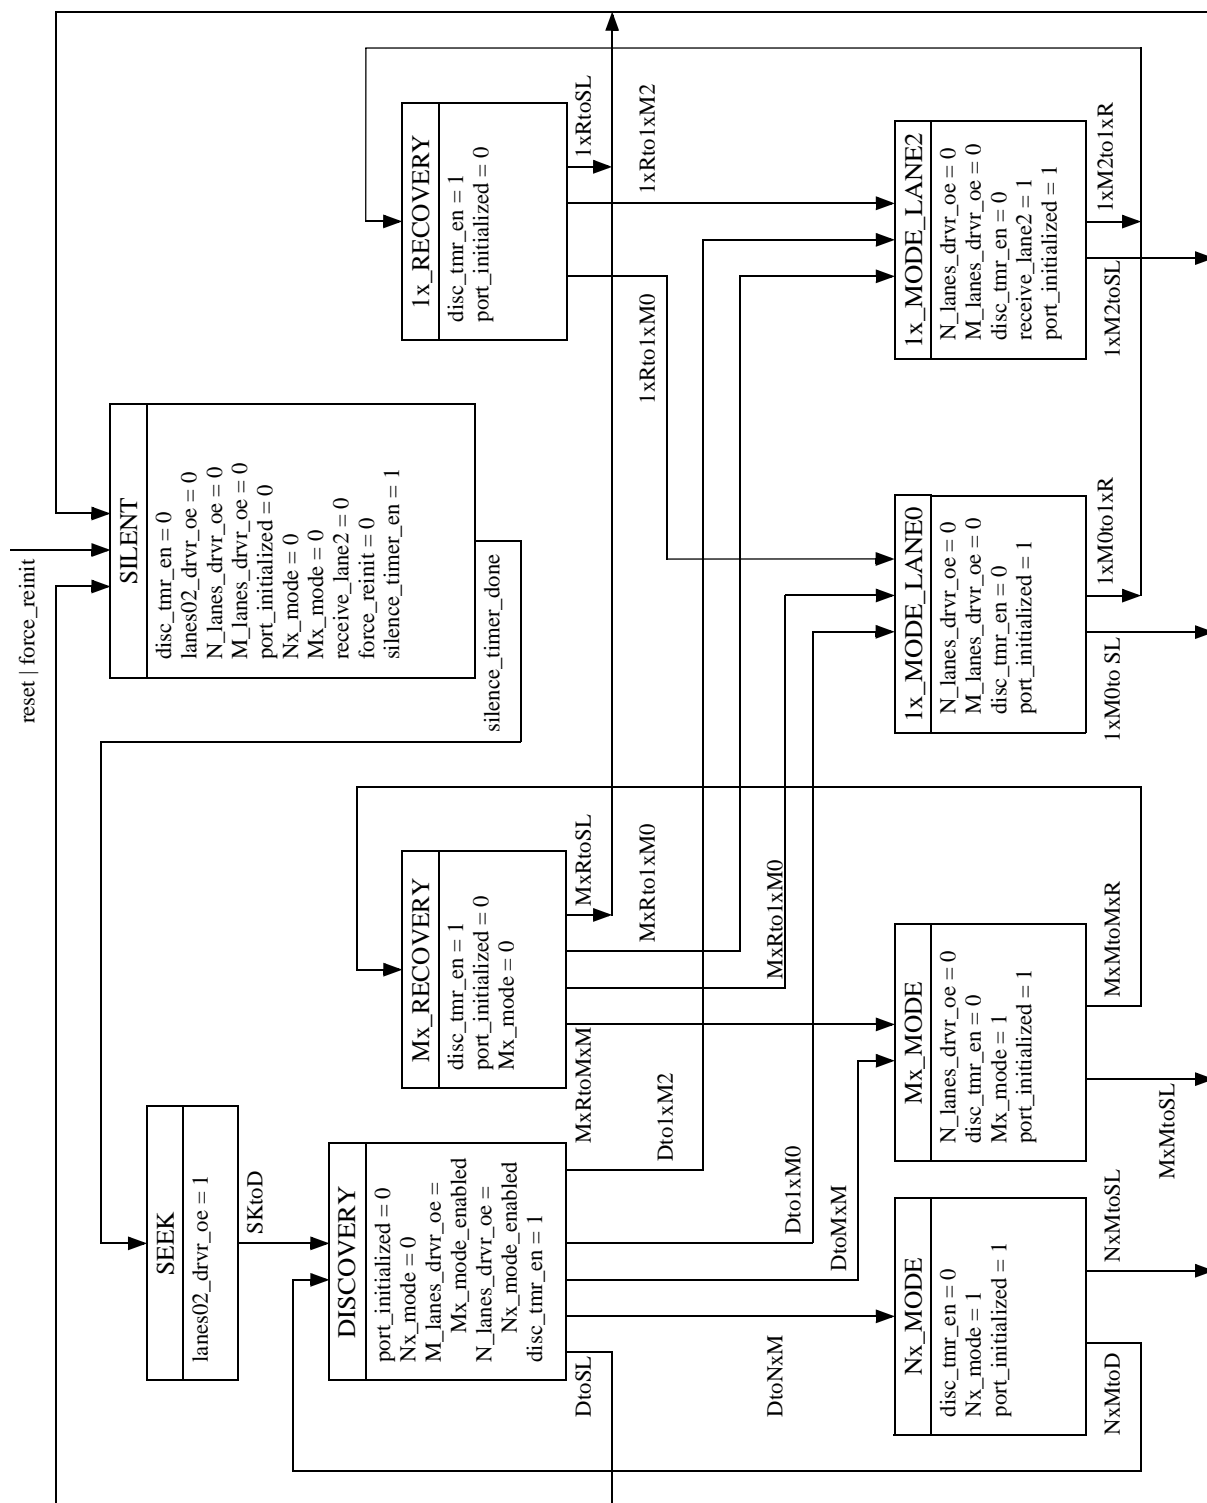 reset | force_reinit
SILENT
disc_tmr_en = 0
lanes02_drvr_oe = 0
N_lanes_drvr_oe = 0
M_lanes_drvr_oe = 0
port_initialized = 0
Nx_mode = 0
Mx_mode = 0
receive_lane2 = 0
force_reinit = 0
silence_timer_en = 1
silence_timer_done
SEEK
lanes02_drvr_oe = 1
SKtoD
DISCOVERY
port_initialized = 0
Nx_mode = 0
M_lanes_drvr_oe =
Mx_mode_enabled
N_lanes_drvr_oe =
Nx_mode_enabled
disc_tmr_en = 1
DtoSL
DtoNxM
DtoMxM
Dto1xM0
Dto1xM2
Mx_RECOVERY
disc_tmr_en = 1
port_initialized = 0
Mx_mode = 0
MxRtoMxM
MxRtoSL
MxRto1xM0
MxRto1xM0
1x_RECOVERY
disc_tmr_en = 1
port_initialized = 0
1xRtoSL
1xRto1xM2
1xRto1xM0
Nx_MODE
disc_tmr_en = 0
Nx_mode = 1
port_initialized = 1
NxMtoD
NxMtoSL
Mx_MODE
N_lanes_drvr_oe = 0
disc_tmr_en = 0
Mx_mode = 1
port_initialized = 1
MxMtoSL
MxMtoMxR
1x_MODE_LANE0
N_lanes_drvr_oe = 0
M_lanes_drvr_oe = 0
disc_tmr_en = 0
port_initialized = 1
1xM0to SL
1xM0to1xR
1x_MODE_LANE2
N_lanes_drvr_oe = 0
M_lanes_drvr_oe = 0
disc_tmr_en = 0
receive_lane2 = 1
port_initialized = 1
1xM2toSL
1xM2to1xR